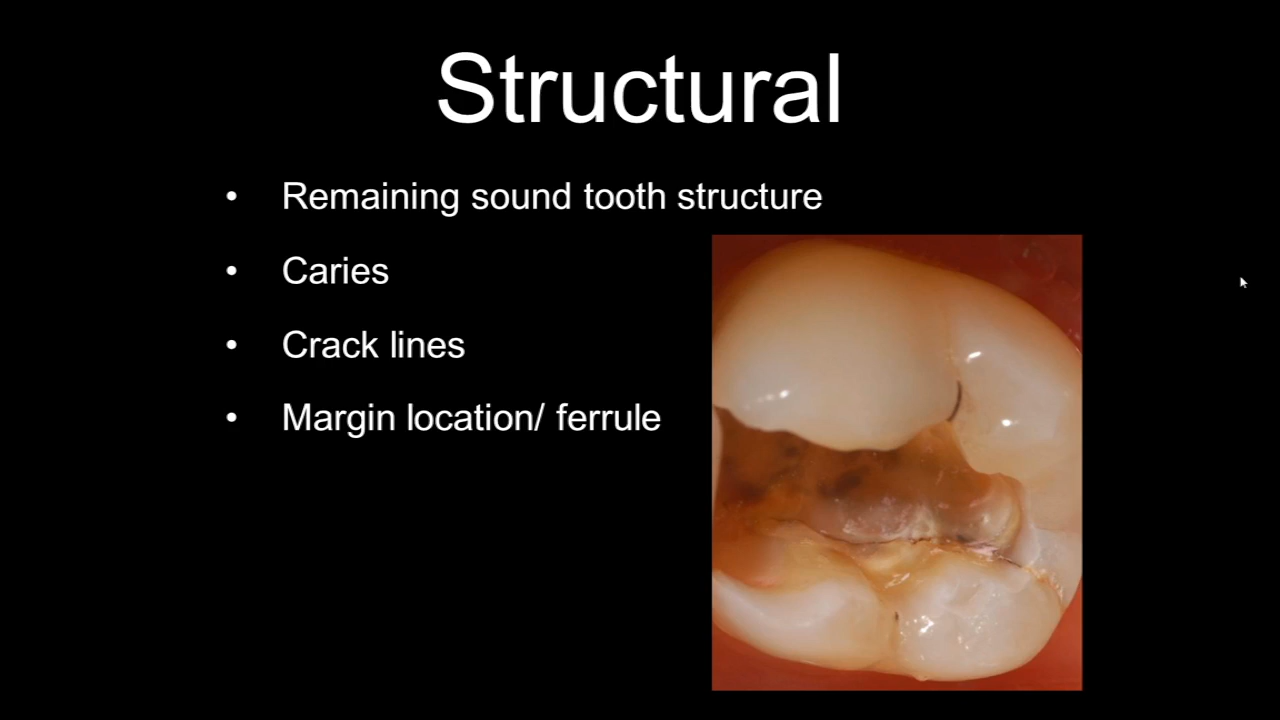 Structural
• Remaining sound tooth structure
• Caries
• Crack lines
• Margin location/ ferrule